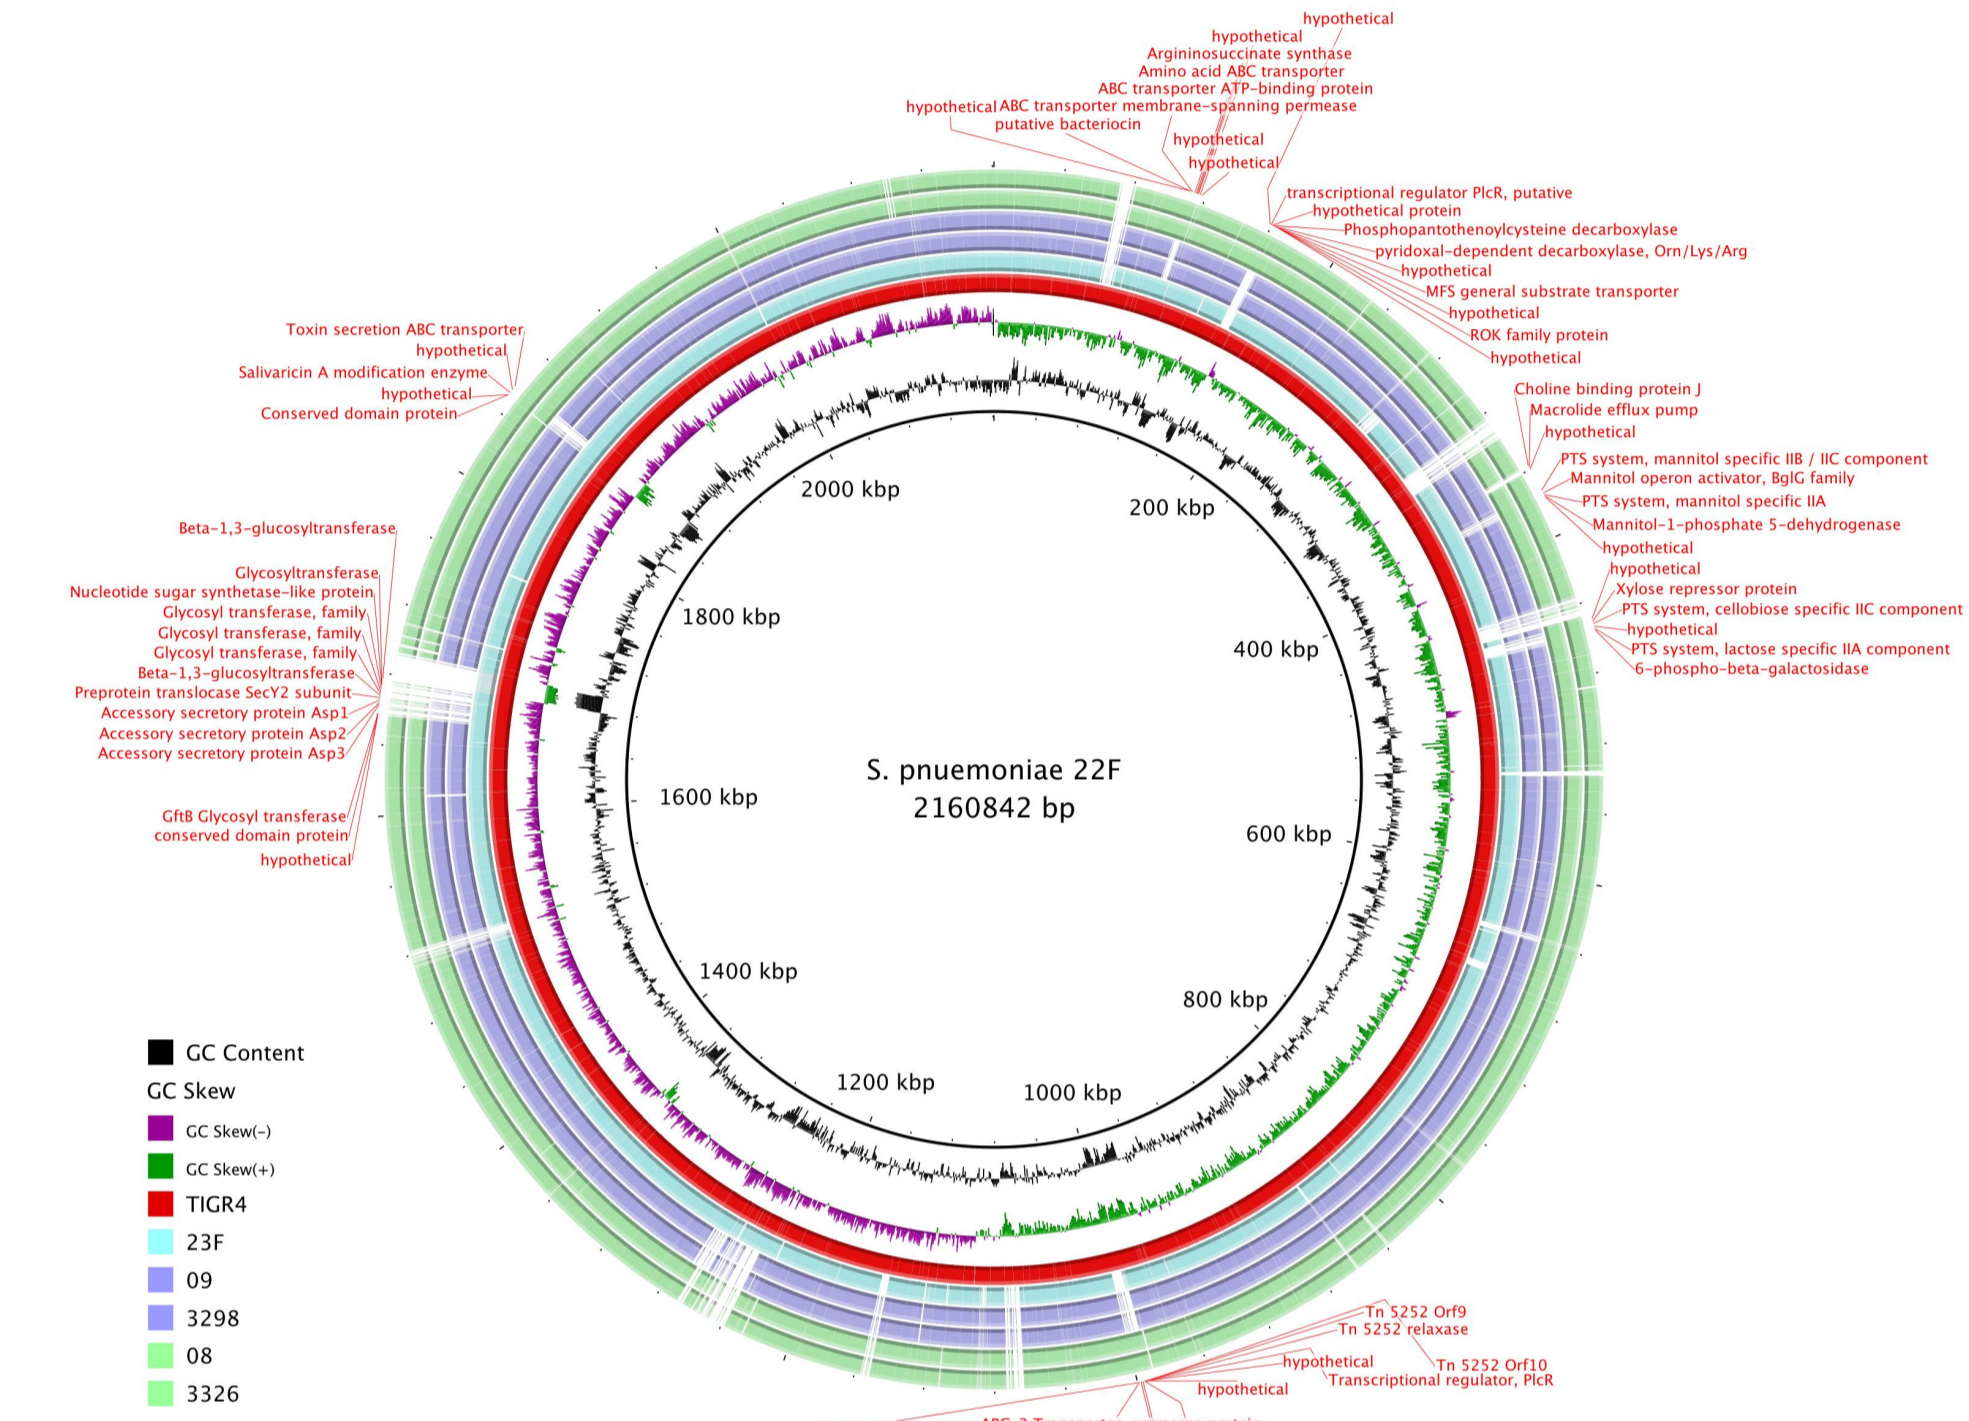 hypothetical
hypothetical
Argininosuccinate synthase
Amino acid ABC transporter
ABC transporter ATP-binding protein
hypothetical
ABC transporter membrane-spanning permease
putative bacteriocin
hypothetical
hypothetical
transcriptional regulator PlcR, putative
hypothetical protein
Phosphopantothenoylcysteine decarboxylase
pyridoxal-dependent decarboxylase, Orn/Lys/Arg
hypothetical
MFS general substrate transporter
hypothetical
ROK family protein
hypothetical
Choline binding protein J
Macrolide efflux pump
hypothetical
PTS system, mannitol specific IIB / IIC component
Mannitol operon activator, BglG family
PTS system, mannitol specific IIA
Mannitol-1-phosphate 5-dehydrogenase
hypothetical
hypothetical
Xylose repressor protein
PTS system, cellobiose specific IIC component
hypothetical
PTS system, lactose specific IIA component
6-phospho-beta-galactosidase
Toxin secretion ABC transporter
hypothetical
Salivaricin A modification enzyme
hypothetical
Conserved domain protein
Beta-1,3-glucosyltransferase
Glycosyltransferase
Nucleotide sugar synthetase-like protein
Glycosyl transferase, family
Glycosyl transferase, family
Glycosyl transferase, family
Beta-1,3-glucosyltransferase
Preprotein translocase SecY2 subunit
Accessory secretory protein Asp1
Accessory secretory protein Asp2
Accessory secretory protein Asp3
GftB Glycosyl transferase
conserved domain protein
hypothetical
2000 kbp
200 kbp
1800 kbp
400 kbp
S. pnuemoniae 22F
2160842 bp
1600 kbp
600 kbp
1400 kbp
800 kbp
1200 kbp
1000 kbp
GC Content
GC Skew
GC Skew(-)
GC Skew(+)
TIGR4
23F
09
3298
08
3326
Tn 5252 Orf9
Tn 5252 relaxase
hypothetical
Tn 5252 Orf10
Transcriptional regulator, PlcR
hypothetical